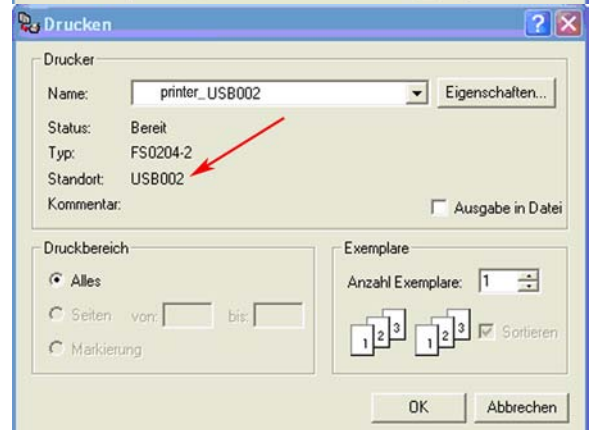 Drucken
Drucker
Name: printer_USB002 Eigenschaften...
Status: Bereit
Typ: FS0204-2
Standort: USB002
Kommentar: Ausgabe in Datei
Druckbereich
Alles
Seiten von: bis:
Markierung
Exemplare
Anzahl Exemplare: 1
1 2 3 1 2 3 Sortieren
OK Abbrechen